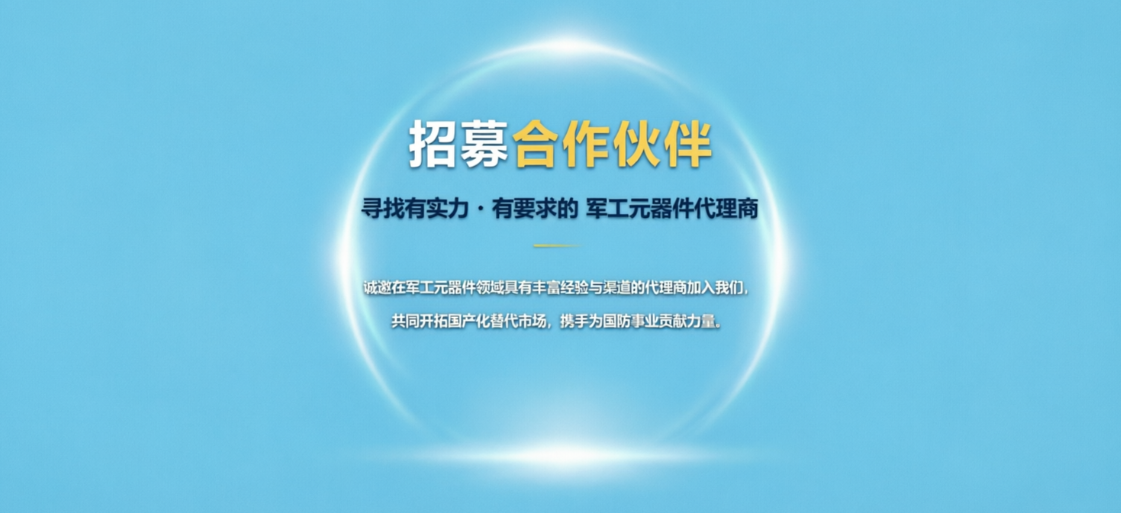 招募合作伙伴
寻找有实力·有要求的 军工元器件代理商
诚邀在军工元器件领域具有丰富经验与渠道的代理商加入我们，
共同开拓国产化替代市场，携手为国防事业贡献力量。